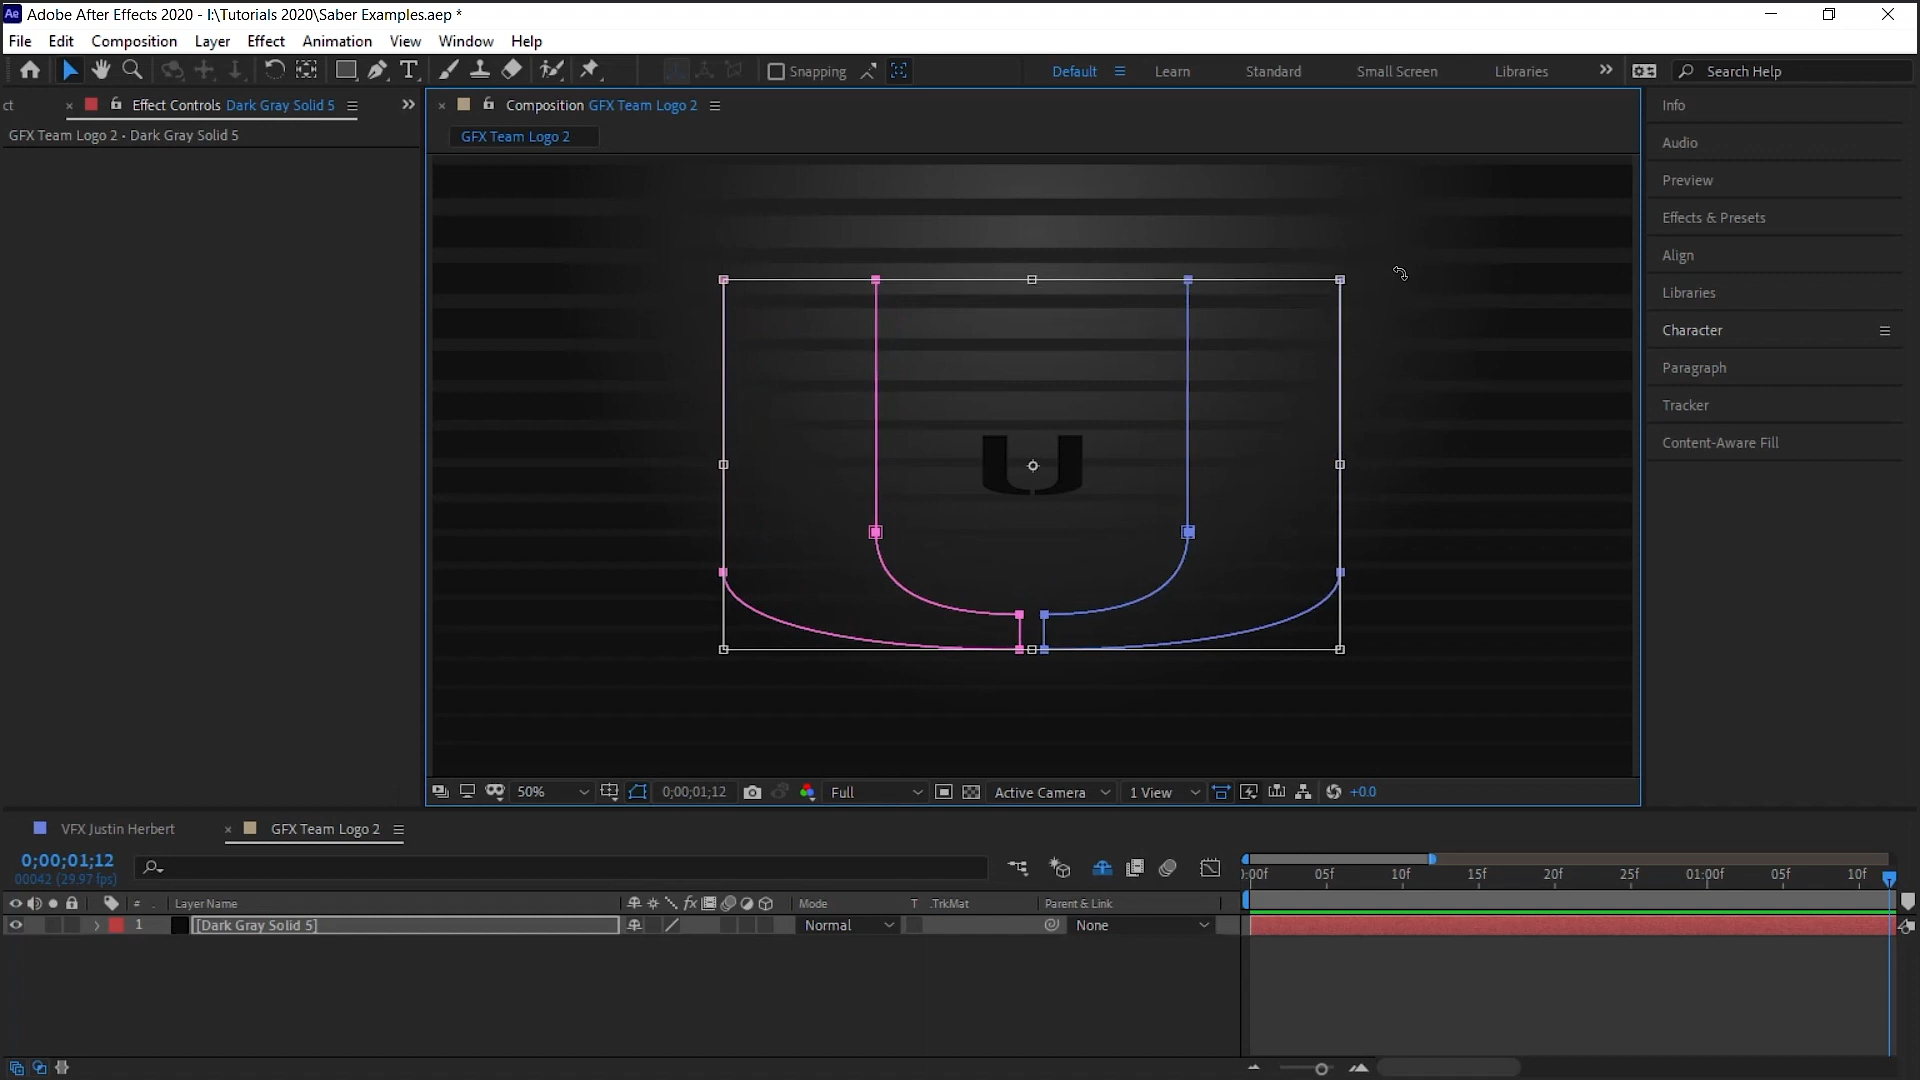 Ae Adobe After Effects 2020 - I:\Tutorials 2020\Saber Examples.aep *
File Edit Composition Layer Effect Animation View Window Help
T Snapping Default Learn Standard Small Screen Libraries Search Help
ct Effect Controls Dark Gray Solid 5
Composition GFX Team Logo 2
Info
GFX Team Logo 2 • Dark Gray Solid 5
GFX Team Logo 2
Audio
Preview
Effects & Presets
Align
Libraries
Character
Paragraph
Tracker
Content-Aware Fill
U
50% 0;00;01;12 Full Active Camera 1 View +0.0
VFX Justin Herbert GFX Team Logo 2
0;00;01;12
00042 (29.97 fps)
):00f 05f 10f 15f 20f 25f 01:00f 05f 10f
# Layer Name fx Mode T .TrkMat Parent & Link
1 [Dark Gray Solid 5] Normal None